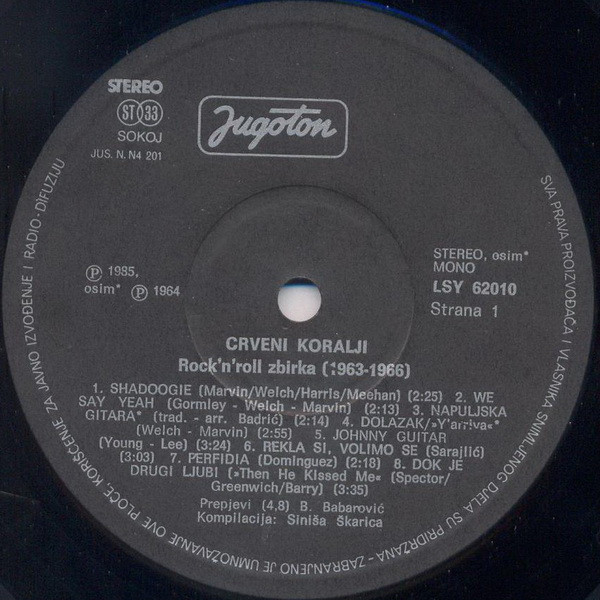 STEREO
ST 33
SOKOJ
JUS. N. N4 201
Jugoton
Ⓟ 1985,
osim* Ⓟ 1964
STEREO, osim*
MONO
LSY 62010
Strana 1
CRVENI KORALJI
Rock'n'roll zbirka (1963-1966)
1. SHADOOGIE (Marvin/Welch/Harris/Meehan) (2:25) 2. WE
SAY YEAH (Gormley - Welch - Marvin) (2:13) 3. NAPULJSKA
GITARA* (trad. - arr. Badrić) (2:14) 4. DOLAZAK/»Y'arriva«*
(Welch - Marvin) (2:55) 5. JOHNNY GUITAR
(Young - Lee) (3:24) 6. REKLA SI, VOLIMO SE (Sarajlić)
(3:03) 7. PERFIDIA (Dominguez) (2:18) 8. DOK JE
DRUGI LJUBI (»Then He Kissed Me« (Spector/
Greenwich/Barry) (3:35)
Prepjevi (4,8) B. Babarović
Kompilacija: Siniša Škarica
SVA PRAVA PROIZVOĐAČA I VLASNIKA SNIMLJENOG DJELA SU PRIDRŽANA - ZABRANJENO JE UMNOŽAVANJE OVE PLOČE, KORIŠĆENJE ZA JAVNO IZVOĐENJE I RADIO-DIFUZIJU